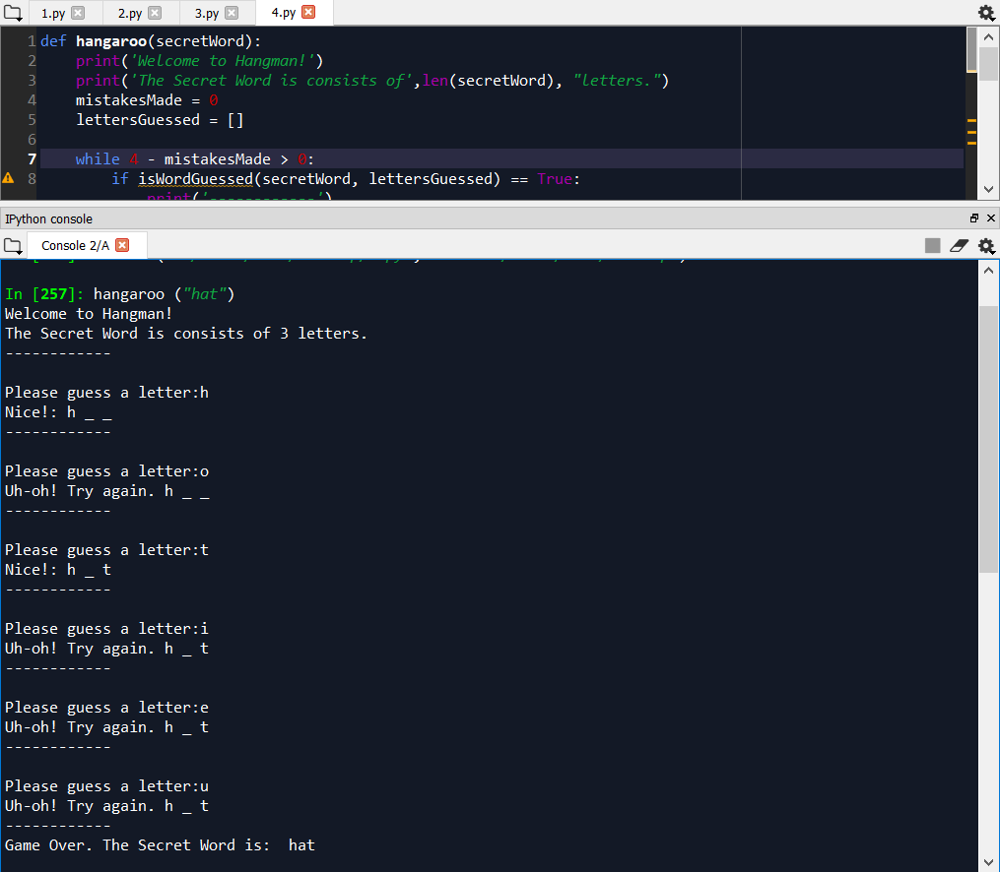 1.py 2.py 3.py 4.py
1 def hangaroo(secretWord):
2 print('Welcome to Hangman!')
3 print('The Secret Word is consists of',len(secretWord), "letters.")
4 mistakesMade = 0
5 lettersGuessed = []
6
7 while 4 - mistakesMade > 0:
8 if isWordGuessed(secretWord, lettersGuessed) == True:
print('------------')
IPython console
Console 2/A
In [257]: hangaroo ("hat")
Welcome to Hangman!
The Secret Word is consists of 3 letters.
------------
Please guess a letter:h
Nice!: h _ _
------------
Please guess a letter:o
Uh-oh! Try again. h _ _
------------
Please guess a letter:t
Nice!: h _ t
------------
Please guess a letter:i
Uh-oh! Try again. h _ t
------------
Please guess a letter:e
Uh-oh! Try again. h _ t
------------
Please guess a letter:u
Uh-oh! Try again. h _ t
------------
Game Over. The Secret Word is:  hat